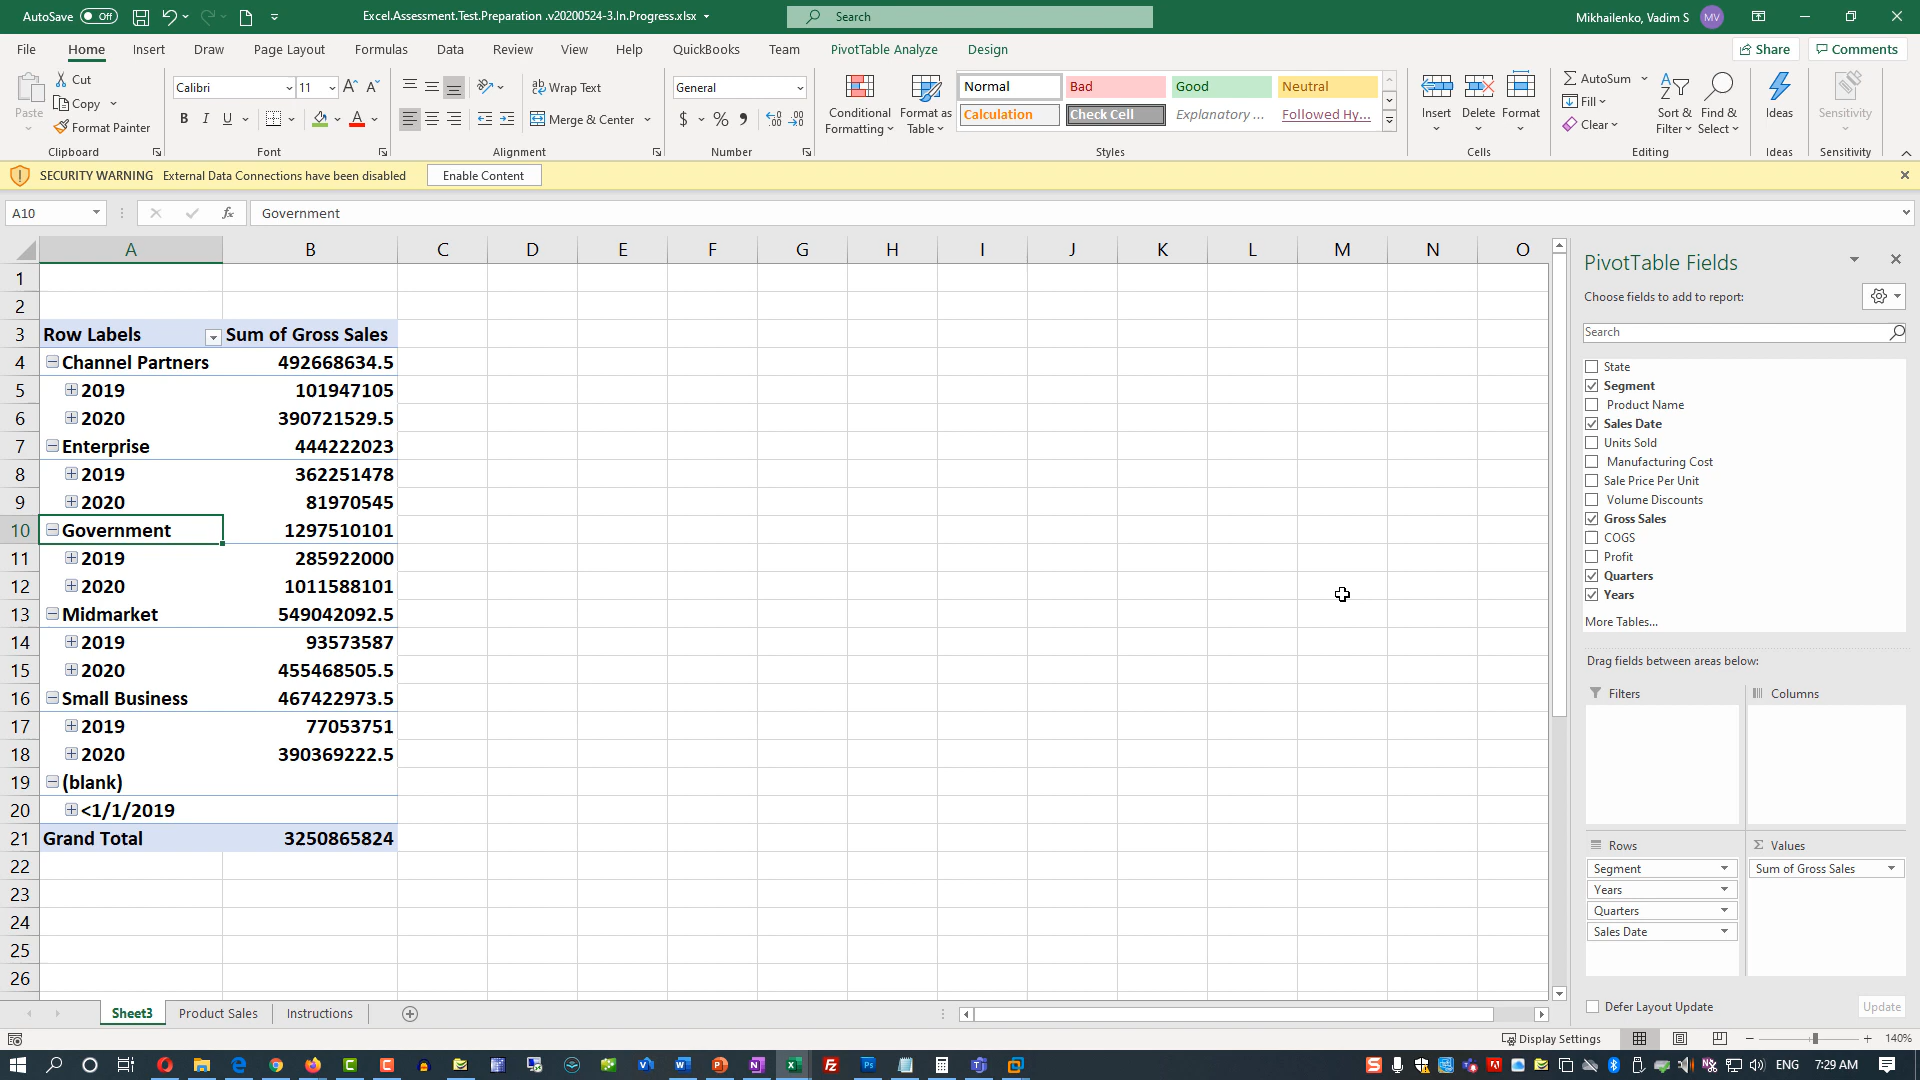 AutoSave Off Excel.Assessment.Test.Preparation .v20200524-3.In.Progress.xlsx Search Mikhailenko, Vadim S MV
File Home Insert Draw Page Layout Formulas Data Review View Help QuickBooks Team PivotTable Analyze Design Share Comments
Paste Cut Copy Format Painter Clipboard
Calibri 11 B I U A Font
Wrap Text Merge & Center Alignment
General $ % Number
Conditional Formatting Format as Table Normal Bad Good Neutral
Calculation Check Cell Explanatory ... Followed Hy... Styles
Insert Delete Format Cells
AutoSum Fill Clear Sort & Filter Find & Select Editing
Ideas Ideas Sensitivity Sensitivity
SECURITY WARNING External Data Connections have been disabled Enable Content
A10 fx Government
A B C D E F G H I J K L M N O
1
2
3 Row Labels Sum of Gross Sales
4 Channel Partners 492668634.5
5 2019 101947105
6 2020 390721529.5
7 Enterprise 444222023
8 2019 362251478
9 2020 81970545
10 Government 1297510101
11 2019 285922000
12 2020 1011588101
13 Midmarket 549042092.5
14 2019 93573587
15 2020 455468505.5
16 Small Business 467422973.5
17 2019 77053751
18 2020 390369222.5
19 (blank)
20 <1/1/2019
21 Grand Total 3250865824
22
23
24
25
26
PivotTable Fields
Choose fields to add to report:
Search
State
Segment
Product Name
Sales Date
Units Sold
Manufacturing Cost
Sale Price Per Unit
Volume Discounts
Gross Sales
COGS
Profit
Quarters
Years
More Tables...
Drag fields between areas below:
Filters Columns
Rows Values
Segment Sum of Gross Sales
Years
Quarters
Sales Date
Defer Layout Update Update
Sheet3 Product Sales Instructions
Display Settings 140%
ENG 7:29 AM